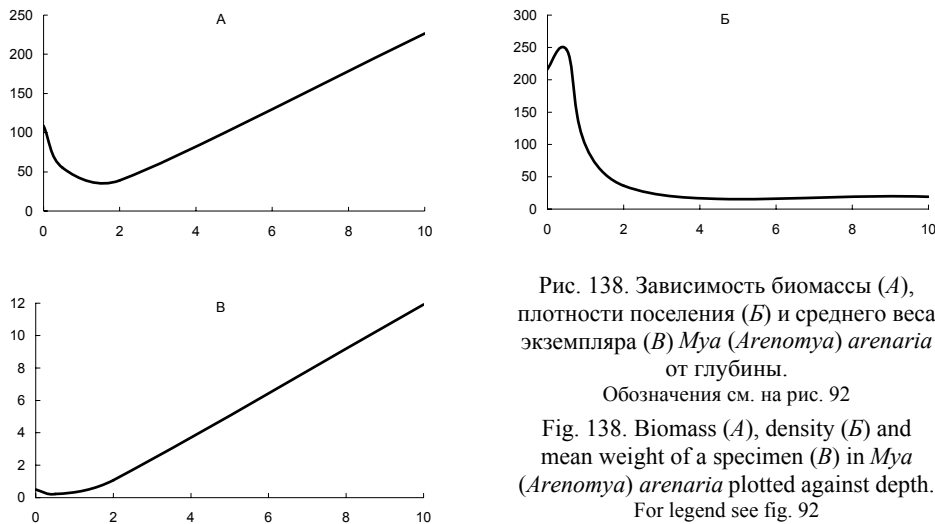 А
250
200
150
100
50
0
0 2 4 6 8 10
Б
300
250
200
150
100
50
0
0 2 4 6 8 10
В
12
10
8
6
4
2
0
0 2 4 6 8 10
Рис. 138. Зависимость биомассы (А),
плотности поселения (Б) и среднего веса
экземпляра (В) Mya (Arenomya) arenaria
от глубины.
Обозначения см. на рис. 92
Fig. 138. Biomass (А), density (Б) and
mean weight of a specimen (В) in Mya
(Arenomya) arenaria plotted against depth.
For legend see fig. 92